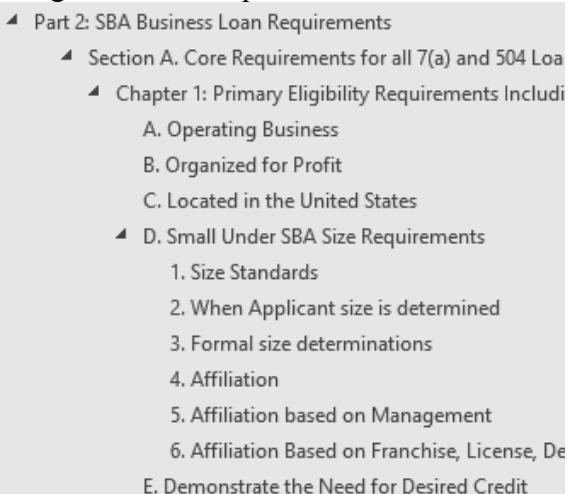 Part 2: SBA Business Loan Requirements
Section A. Core Requirements for all 7(a) and 504 Loa
Chapter 1: Primary Eligibility Requirements Includi
A. Operating Business
B. Organized for Profit
C. Located in the United States
D. Small Under SBA Size Requirements
1. Size Standards
2. When Applicant size is determined
3. Formal size determinations
4. Affiliation
5. Affiliation based on Management
6. Affiliation Based on Franchise, License, De
E. Demonstrate the Need for Desired Credit